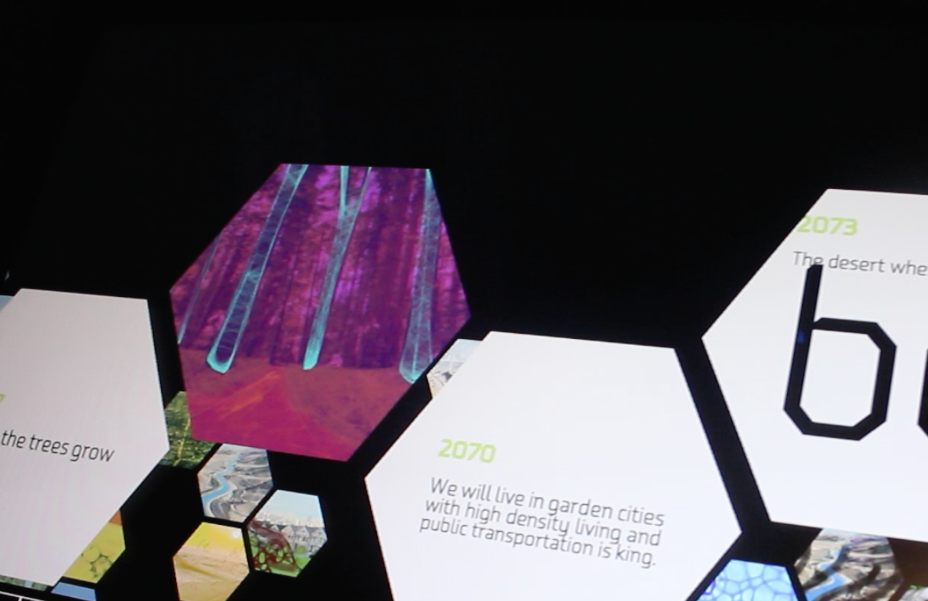 the trees grow
2070
We will live in garden cities
with high density living and
public transportation is king.
2073
The desert whe
b